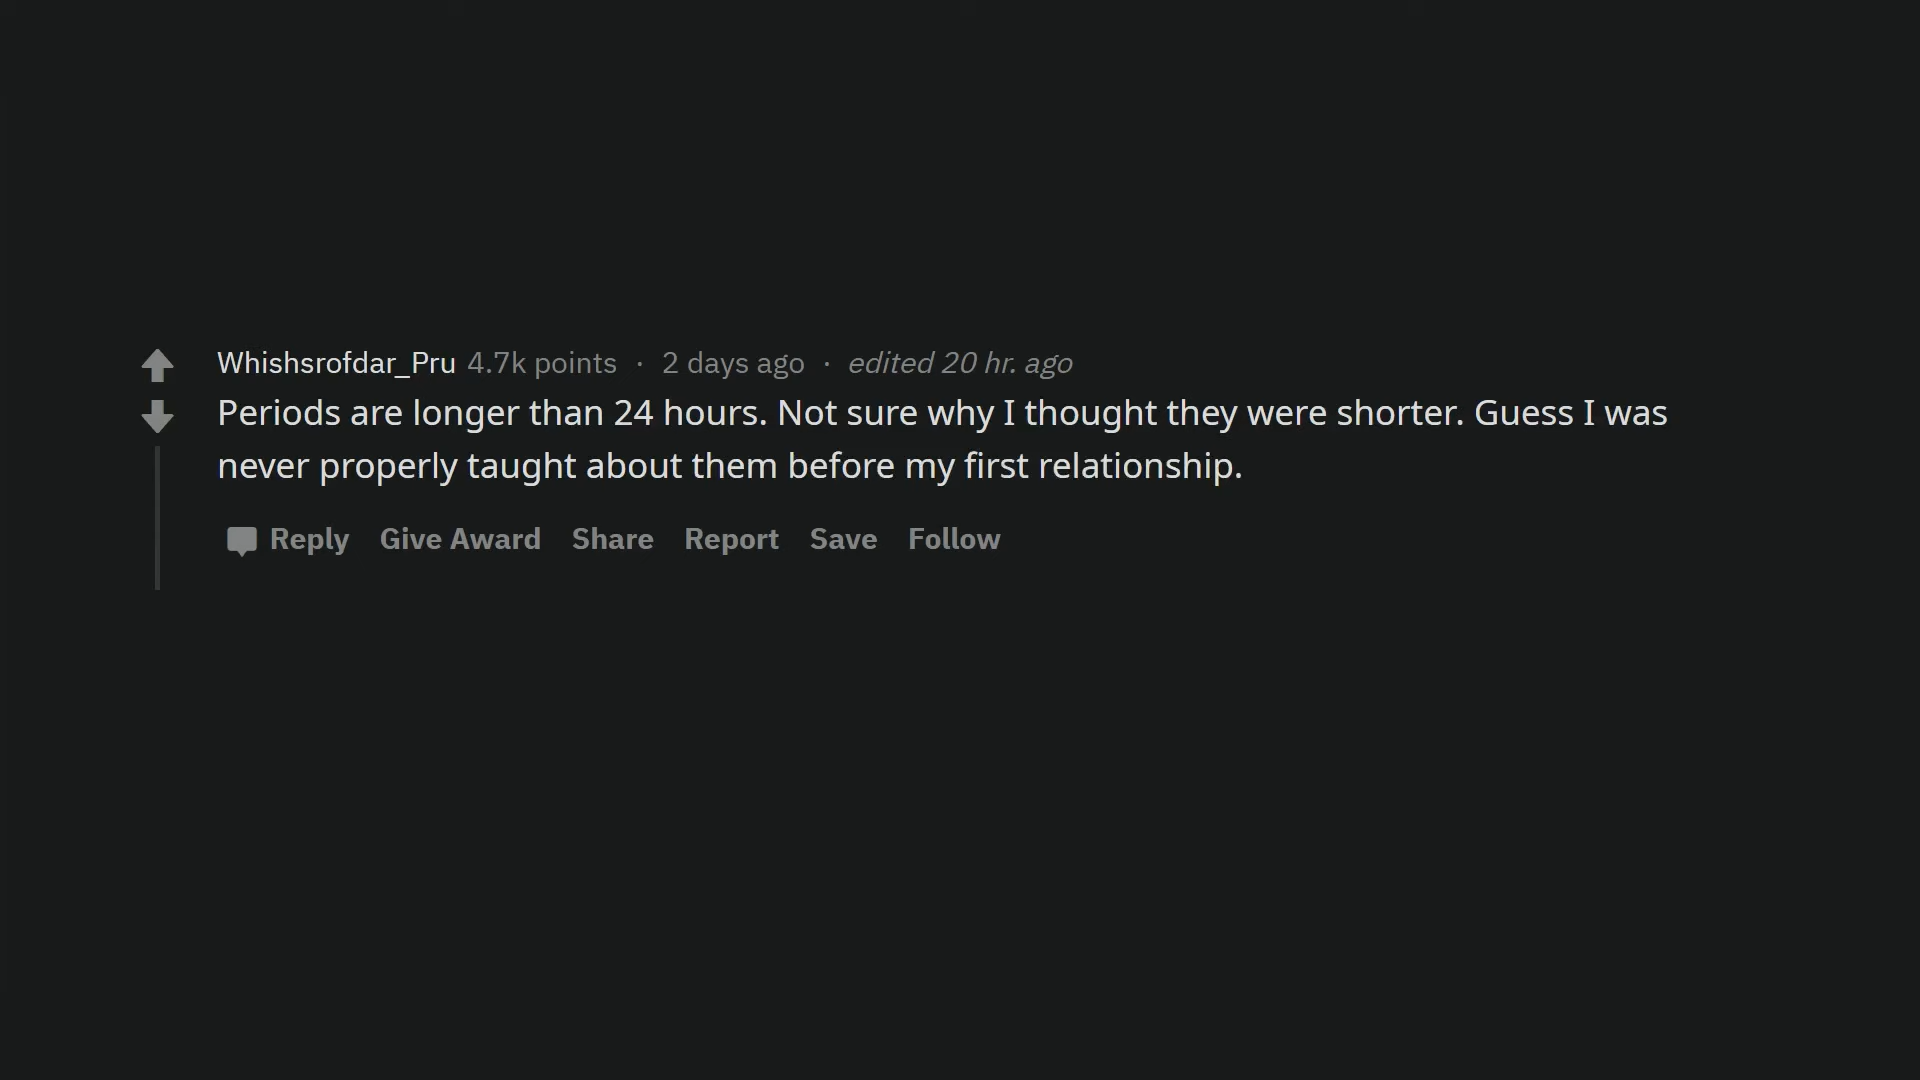 Whishsrofdar_Pru 4.7k points · 2 days ago · edited 20 hr. ago
Periods are longer than 24 hours. Not sure why I thought they were shorter. Guess I was
never properly taught about them before my first relationship.
Reply Give Award Share Report Save Follow